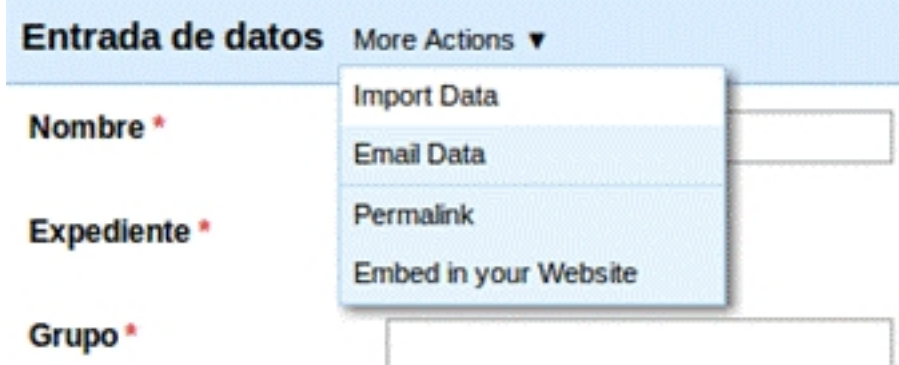 Entrada de datos More Actions ▼
Import Data
Nombre *
Email Data
Permalink
Expediente *
Embed in your Website
Grupo *